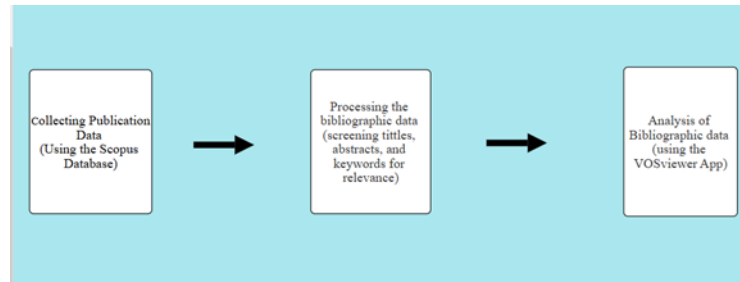 Collecting Publication
Data
(Using the Scopus
Database)
Processing the
bibliographic data
(screening tittles,
abstracts, and
keywords for
relevance)
Analysis of
Bibliographic data
(using the
VOSviewer App)